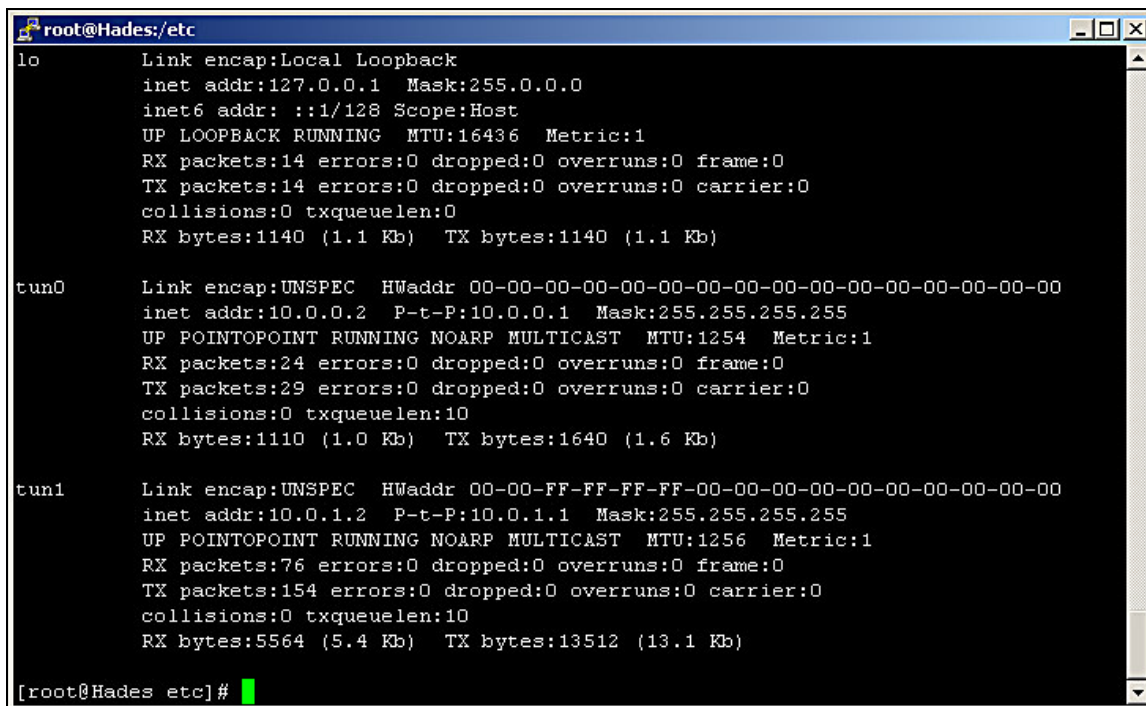 root@Hades:/etc
lo        Link encap:Local Loopback
          inet addr:127.0.0.1  Mask:255.0.0.0
          inet6 addr: ::1/128 Scope:Host
          UP LOOPBACK RUNNING  MTU:16436  Metric:1
          RX packets:14 errors:0 dropped:0 overruns:0 frame:0
          TX packets:14 errors:0 dropped:0 overruns:0 carrier:0
          collisions:0 txqueuelen:0
          RX bytes:1140 (1.1 Kb)  TX bytes:1140 (1.1 Kb)

tun0      Link encap:UNSPEC  HWaddr 00-00-00-00-00-00-00-00-00-00-00-00-00-00-00-00
          inet addr:10.0.0.2  P-t-P:10.0.0.1  Mask:255.255.255.255
          UP POINTOPOINT RUNNING NOARP MULTICAST  MTU:1254  Metric:1
          RX packets:24 errors:0 dropped:0 overruns:0 frame:0
          TX packets:29 errors:0 dropped:0 overruns:0 carrier:0
          collisions:0 txqueuelen:10
          RX bytes:1110 (1.0 Kb)  TX bytes:1640 (1.6 Kb)

tun1      Link encap:UNSPEC  HWaddr 00-00-FF-FF-FF-FF-00-00-00-00-00-00-00-00-00-00
          inet addr:10.0.1.2  P-t-P:10.0.1.1  Mask:255.255.255.255
          UP POINTOPOINT RUNNING NOARP MULTICAST  MTU:1256  Metric:1
          RX packets:76 errors:0 dropped:0 overruns:0 frame:0
          TX packets:154 errors:0 dropped:0 overruns:0 carrier:0
          collisions:0 txqueuelen:10
          RX bytes:5564 (5.4 Kb)  TX bytes:13512 (13.1 Kb)

[root@Hades etc]#